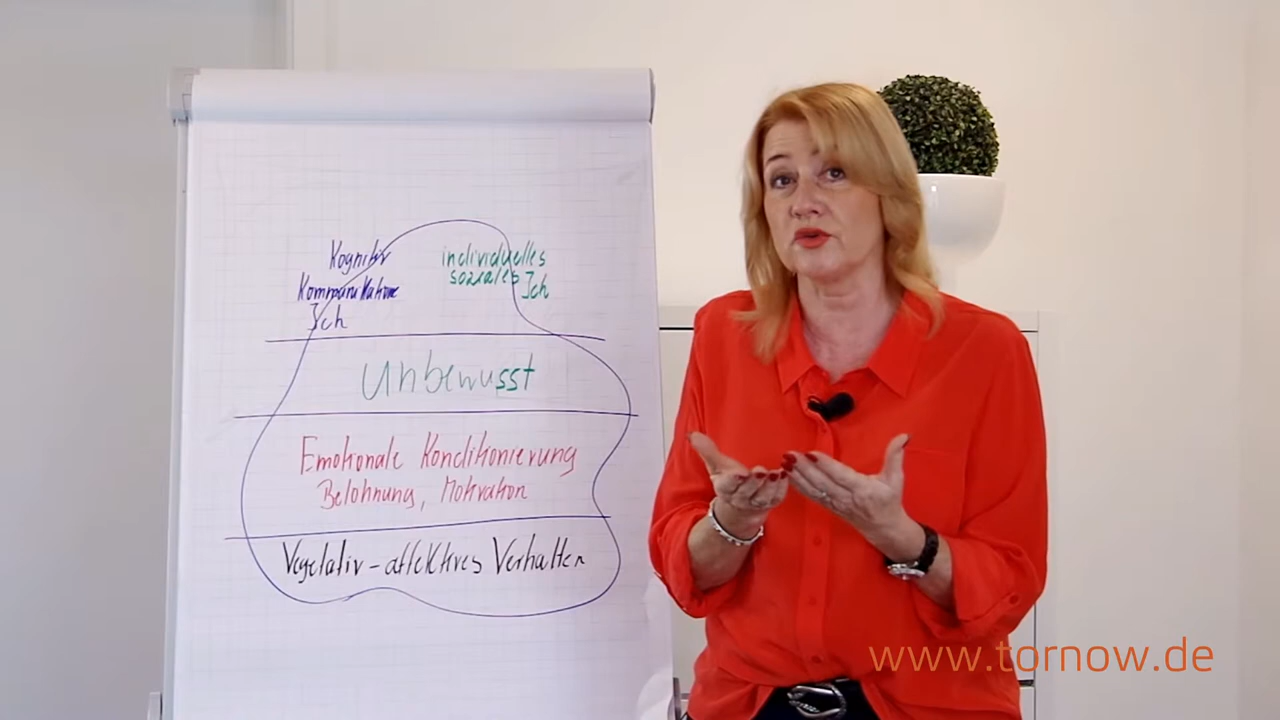 Kognitiv
Kommunikative
Ich
individuelles
soziales Ich
unbewusst
Emotionale Konditionierung
Belohnung, Motivation
Vegetativ-affektives Verhalten
www.tornow.de